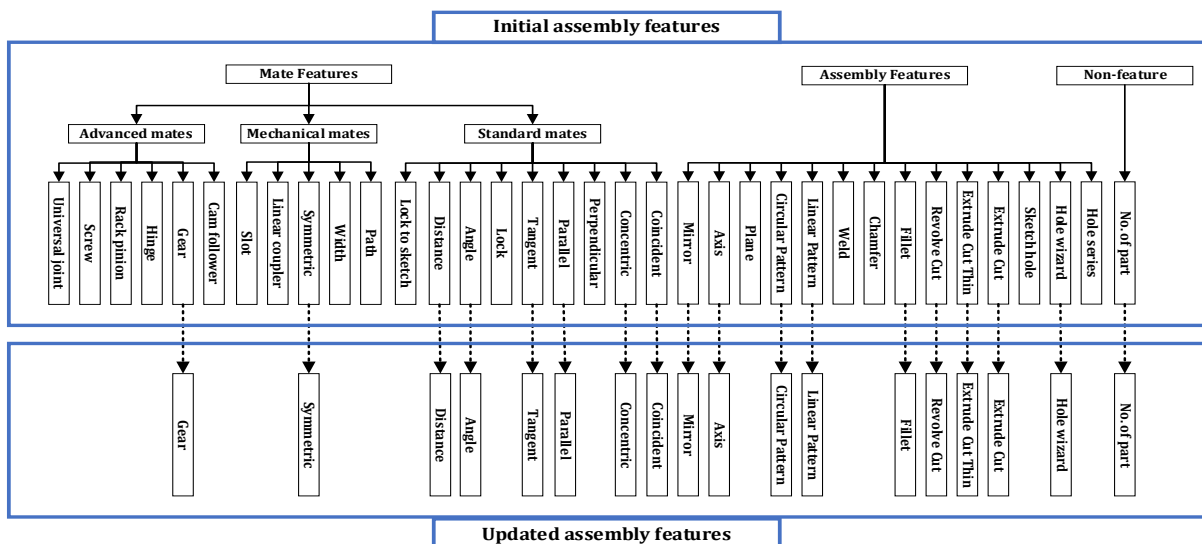 Initial assembly features
Mate Features
Assembly Features
Non-feature
Advanced mates
Mechanical mates
Standard mates
Universal joint
Screw
Rack pinion
Hinge
Gear
Cam follower
Slot
Linear coupler
Symmetric
Width
Path
Lock to sketch
Distance
Angle
Lock
Tangent
Parallel
Perpendicular
Concentric
Coincident
Mirror
Axis
Plane
Circular Pattern
Linear Pattern
Weld
Chamfer
Fillet
Revolve Cut
Extrude Cut Thin
Extrude Cut
Sketch hole
Hole wizard
Hole series
No. of part
Gear
Symmetric
Distance
Angle
Tangent
Parallel
Concentric
Coincident
Mirror
Axis
Circular Pattern
Linear Pattern
Fillet
Revolve Cut
Extrude Cut Thin
Extrude Cut
Hole wizard
No. of part
Updated assembly features